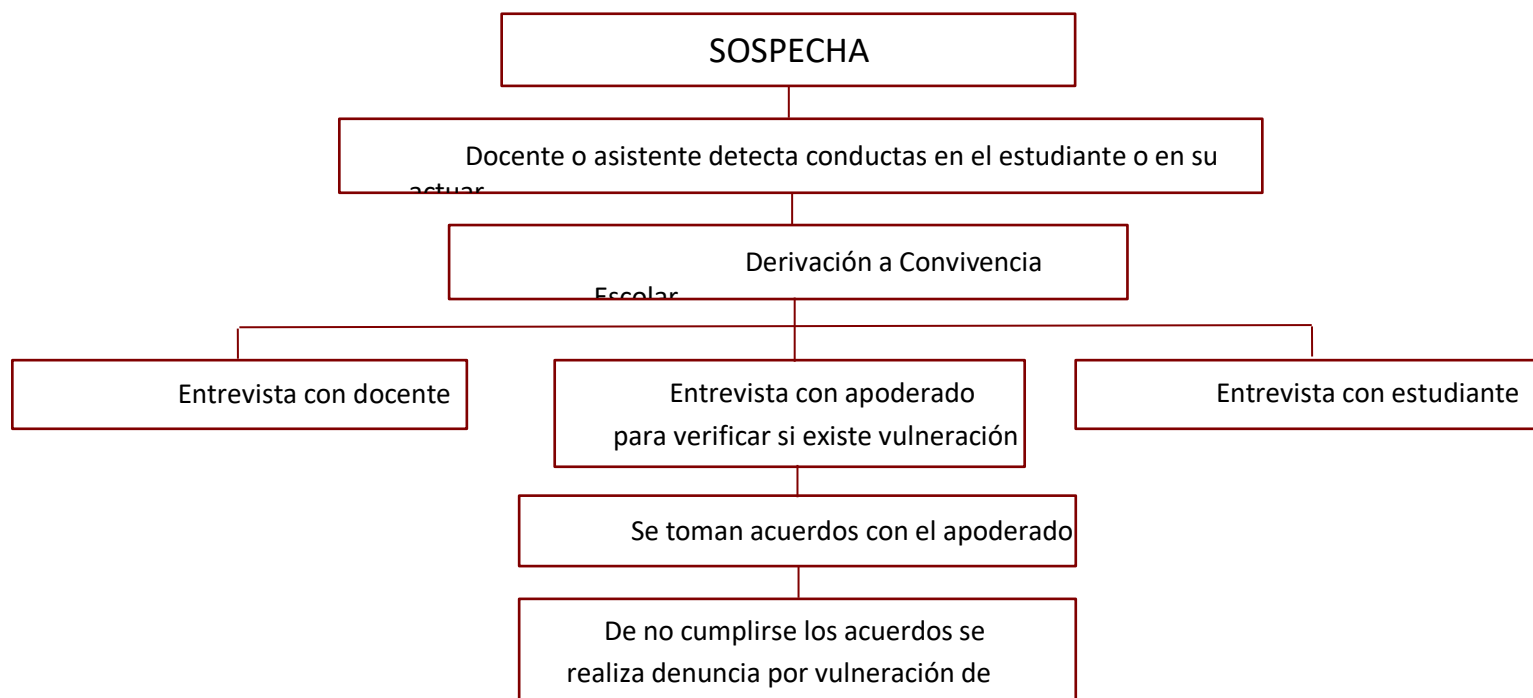 SOSPECHA
Docente o asistente detecta conductas en el estudiante o en su
actuar
Derivación a Convivencia
Escolar
Entrevista con docente
Entrevista con apoderado
para verificar si existe vulneración
Entrevista con estudiante
Se toman acuerdos con el apoderado
De no cumplirse los acuerdos se
realiza denuncia por vulneración de